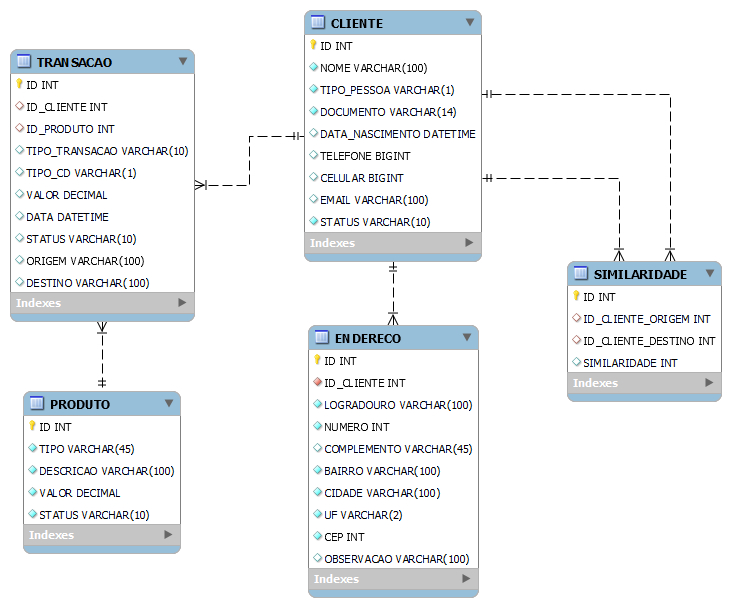 CLIENTE
ID INT
NOME VARCHAR(100)
TIPO_PESSOA VARCHAR(1)
DOCUMENTO VARCHAR(14)
DATA_NASCIMENTO DATETIME
TELEFONE BIGINT
CELULAR BIGINT
EMAIL VARCHAR(100)
STATUS VARCHAR(10)
Indexes
TRANSACAO
ID INT
ID_CLIENTE INT
ID_PRODUTO INT
TIPO_TRANSACAO VARCHAR(10)
TIPO_CD VARCHAR(1)
VALOR DECIMAL
DATA DATETIME
STATUS VARCHAR(10)
ORIGEM VARCHAR(100)
DESTINO VARCHAR(100)
Indexes
SIMILARIDADE
ID INT
ID_CLIENTE_ORIGEM INT
ID_CLIENTE_DESTINO INT
SIMILARIDADE INT
Indexes
ENDERECO
ID INT
ID_CLIENTE INT
LOGRADOURO VARCHAR(100)
NUMERO INT
COMPLEMENTO VARCHAR(45)
BAIRRO VARCHAR(100)
CIDADE VARCHAR(100)
UF VARCHAR(2)
CEP INT
OBSERVACAO VARCHAR(100)
Indexes
PRODUTO
ID INT
TIPO VARCHAR(45)
DESCRICAO VARCHAR(100)
VALOR DECIMAL
STATUS VARCHAR(10)
Indexes